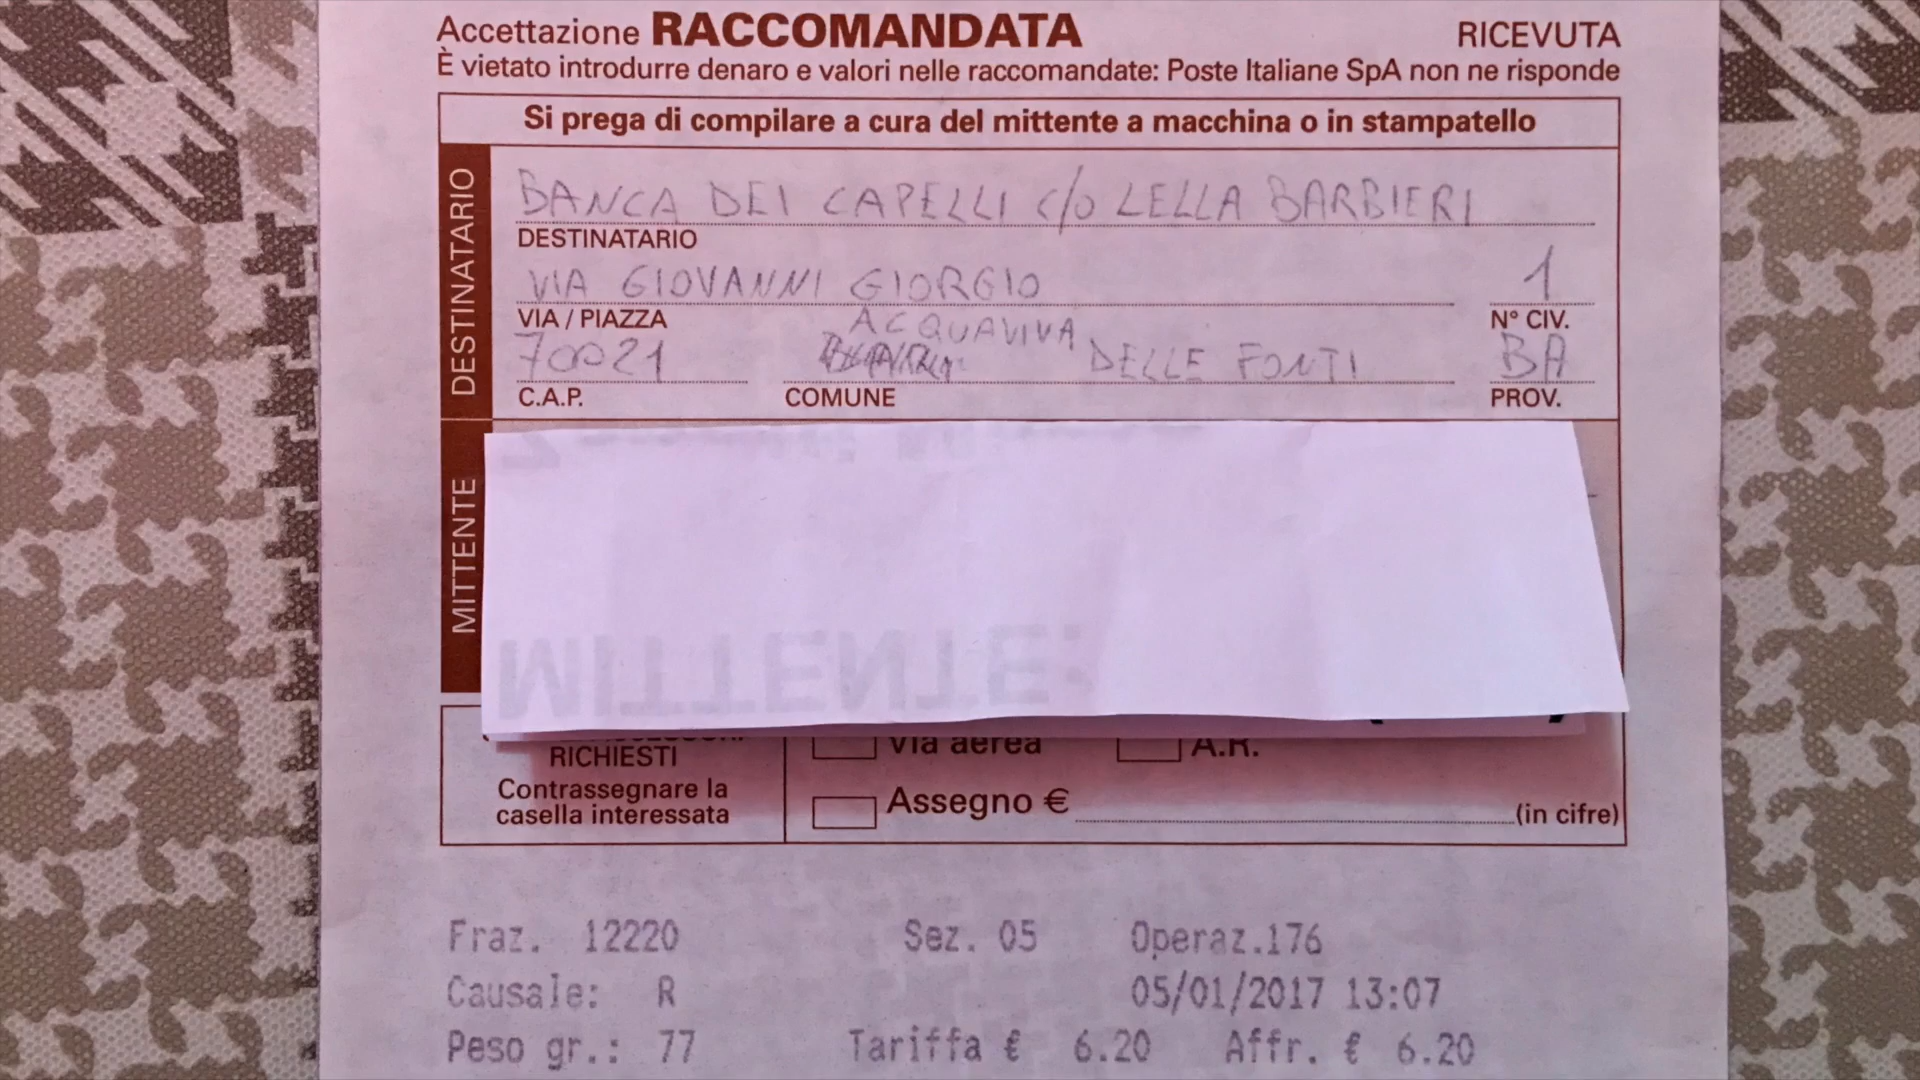 Accettazione RACCOMANDATA RICEVUTA
È vietato introdurre denaro e valori nelle raccomandate: Poste Italiane SpA non ne risponde
Si prega di compilare a cura del mittente a macchina o in stampatello
DESTINATARIO
BANCA DEI CAPELLI c/o LELLA BARBIERI
DESTINATARIO
VIA GIOVANNI GIORGIO 1
VIA / PIAZZA N° CIV.
ACQUAVIVA
70021 DELLE FONTI BA
C.A.P. COMUNE PROV.
MITTENTE
MITTENTE:
RICHIESTI Via aerea A.R.
Contrassegnare la
casella interessata
Assegno € (in cifre)
Fraz. 12220 Sez. 05 Operaz.176
Causale: R 05/01/2017 13:07
Peso gr.: 77 Tariffa € 6.20 Affr. € 6.20